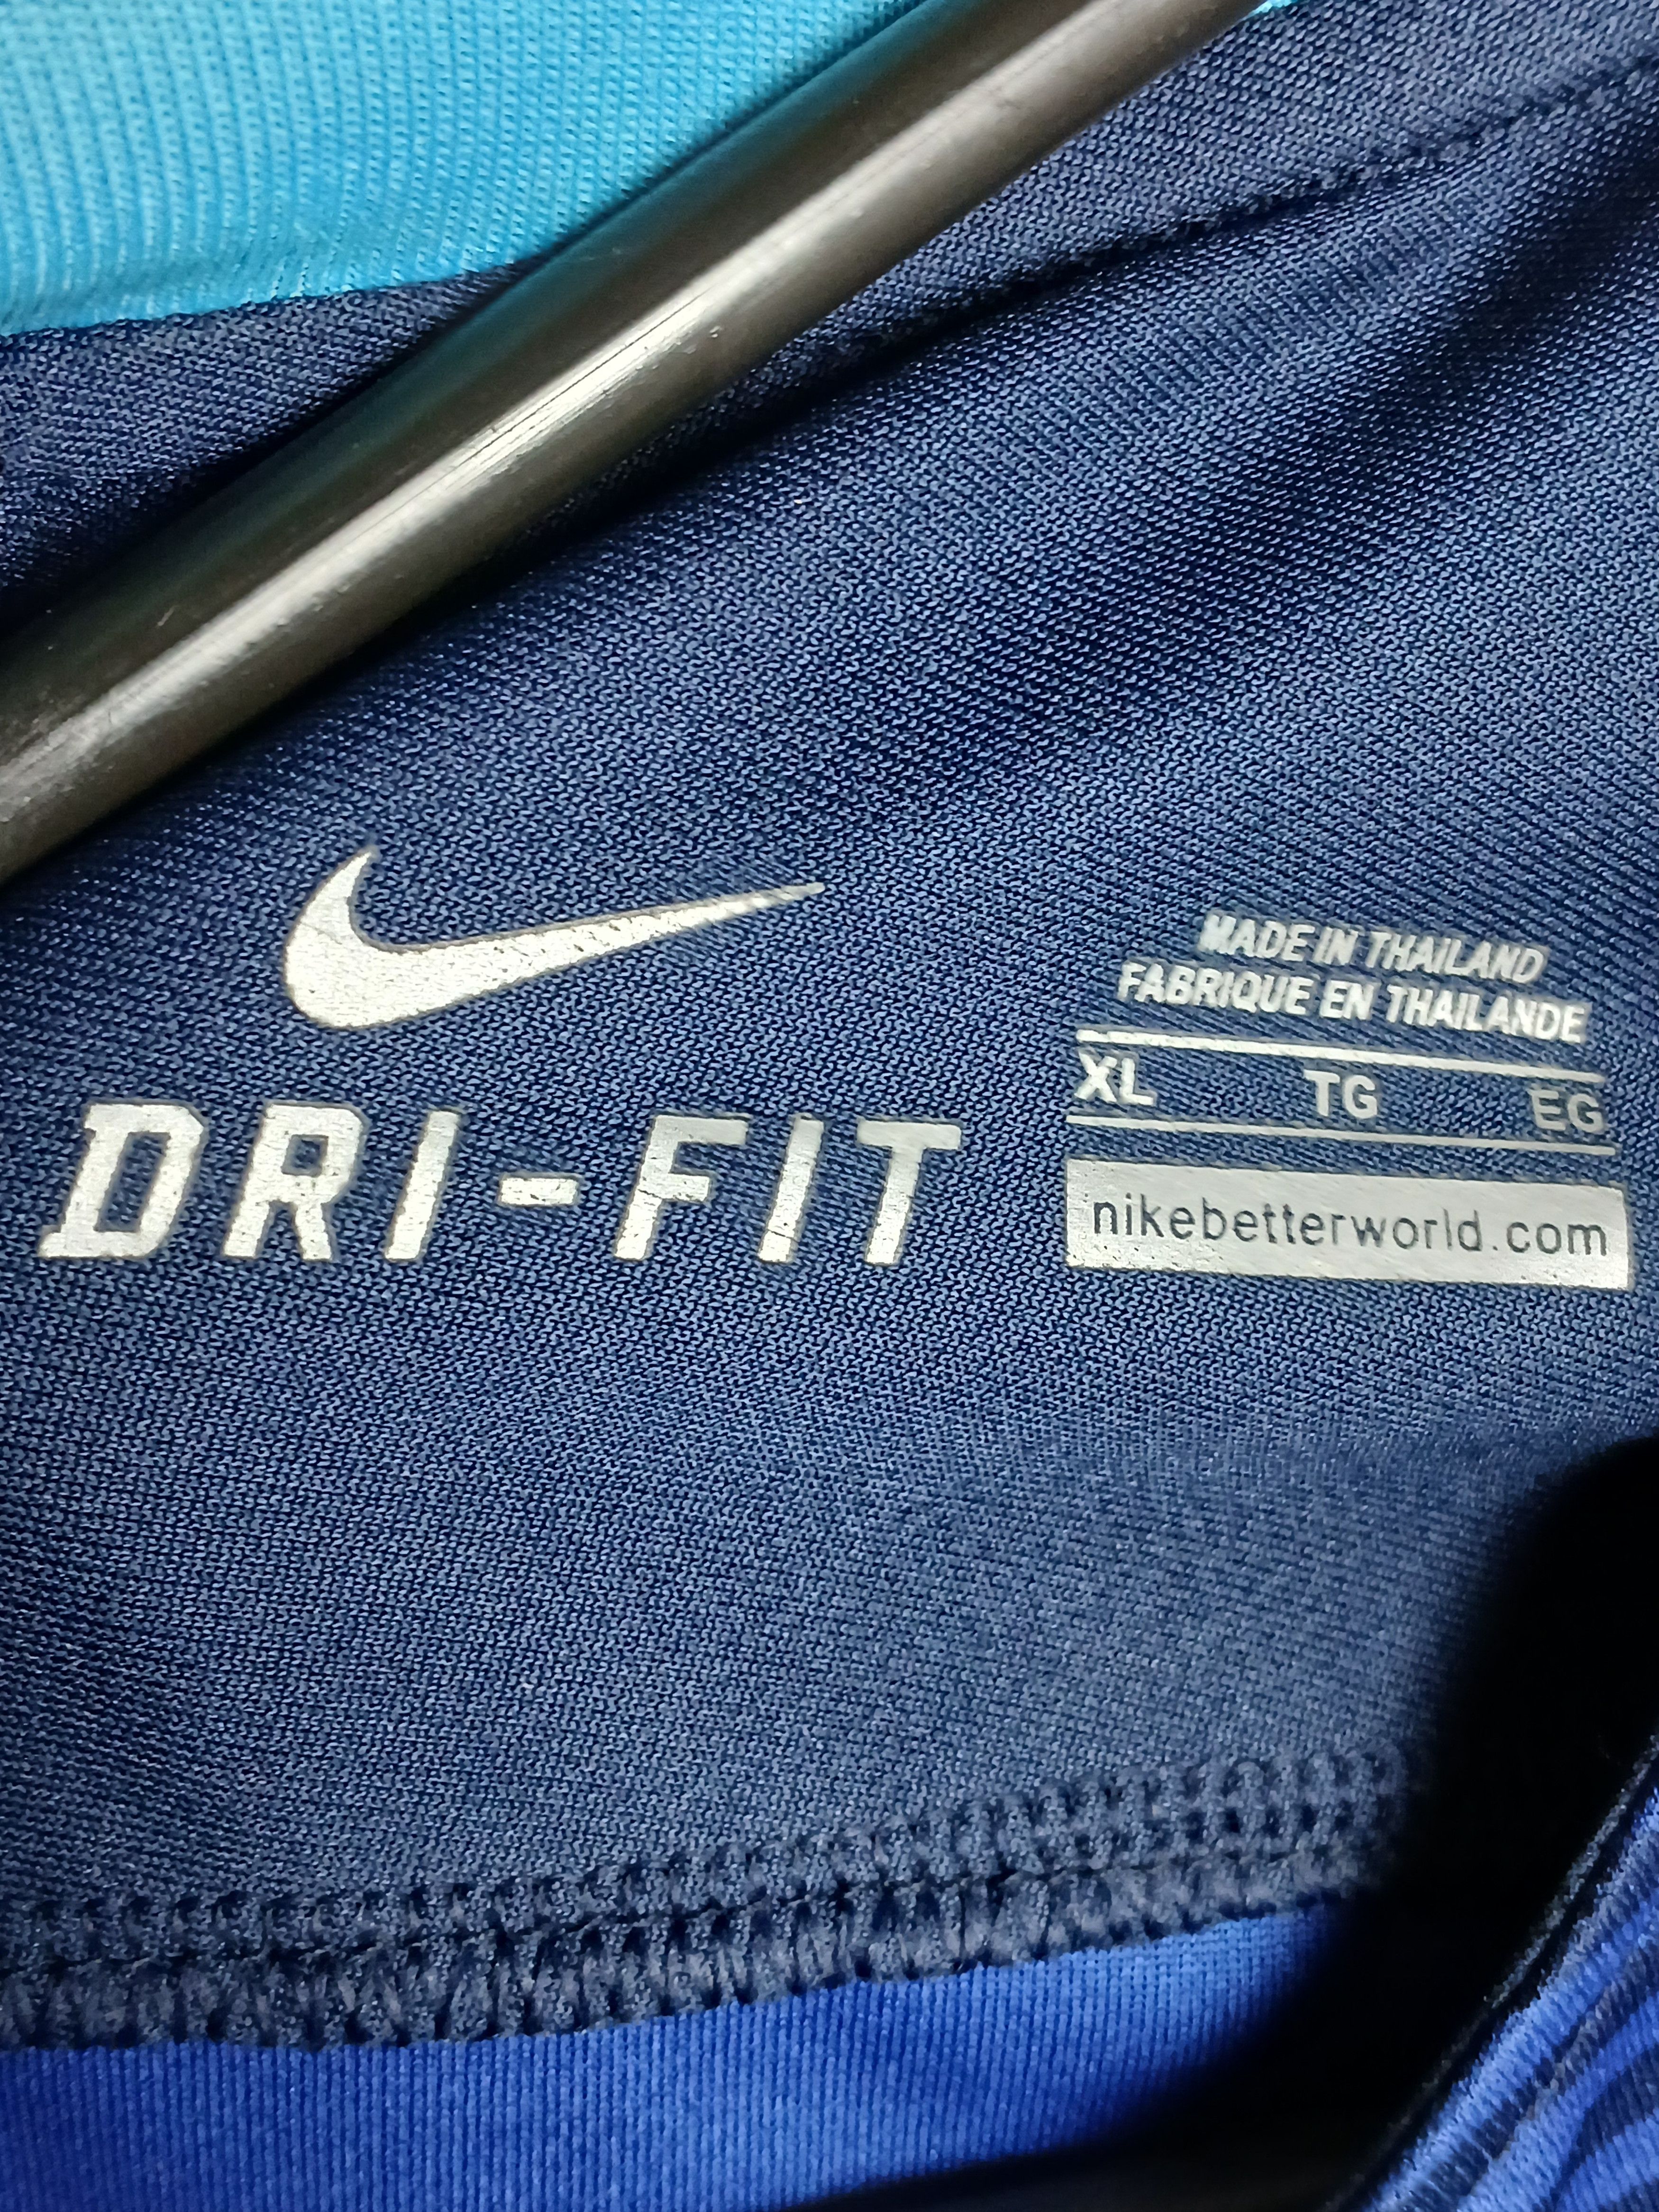 DRI-FIT
MADE IN THAILAND
FABRIQUE EN THAILANDE
XL TG EG
nikebetterworld.com